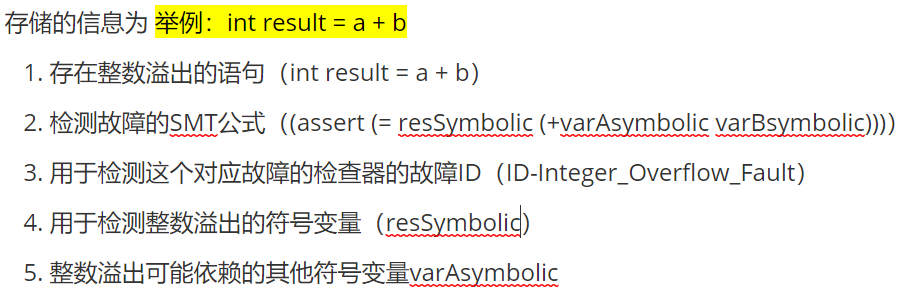 存储的信息为 举例：int result = a + b
1. 存在整数溢出的语句（int result = a + b）
2. 检测故障的SMT公式（(assert (= resSymbolic (+varAsymbolic varBsymbolic))))
3. 用于检测这个对应故障的检查器的故障ID（ID-Integer_Overflow_Fault）
4. 用于检测整数溢出的符号变量（resSymbolic）
5. 整数溢出可能依赖的其他符号变量varAsymbolic